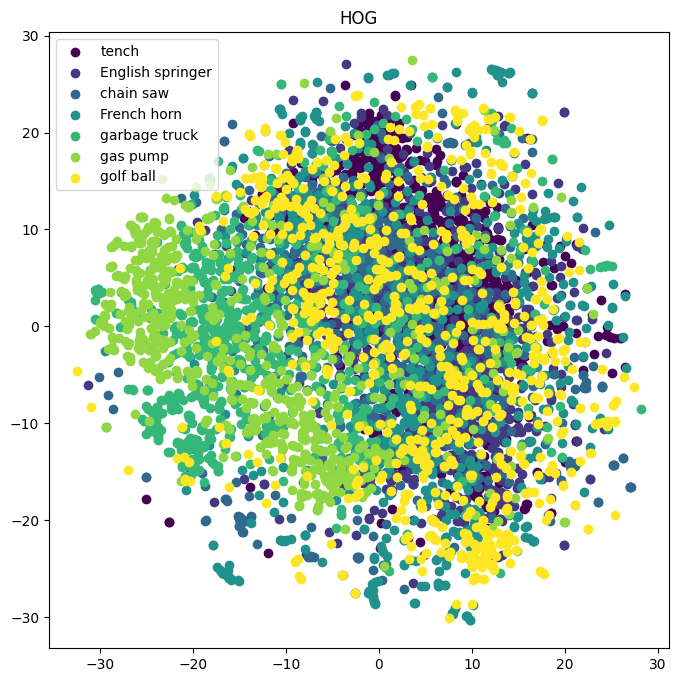 HOG
tench
English springer
chain saw
French horn
garbage truck
gas pump
golf ball
30
20
10
0
−10
−20
−30
−30
−20
−10
0
10
20
30